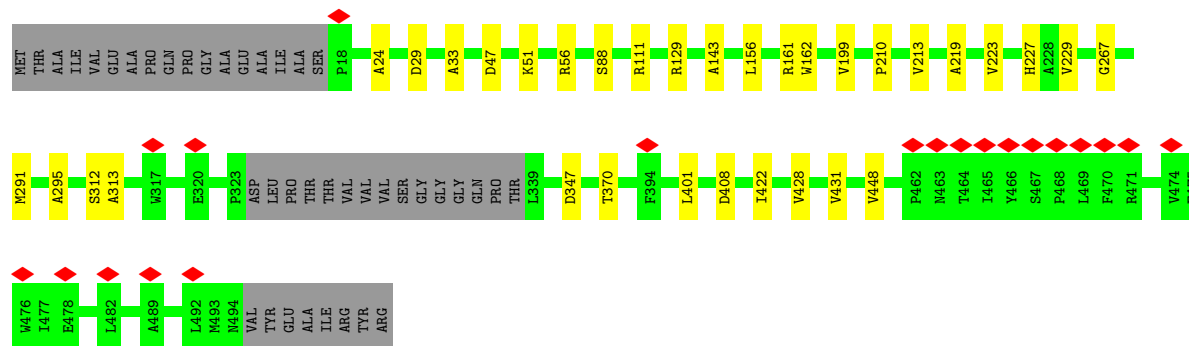 MET THR ALA ILE VAL GLU ALA PRO GLN PRO GLY ALA GLU ALA ILE ALA SER P18 A24 D29 A33 D47 K51 R56 S88 R111 R129 A143 L156 R161 W162 V199 P210 V213 A219 V223 H227 A228 V229 G267
M291 A295 S312 A313 W317 E320 P323 ASP LEU PRO THR THR VAL VAL VAL SER GLY GLY GLY GLN PRO THR L339 D347 T370 F394 L401 D408 I422 V428 V431 V448 P462 N463 T464 I465 Y466 S467 P468 L469 F470 R471 V474
W476 I477 E478 L482 A489 L492 M493 N494 VAL TYR GLU ALA ILE ARG TYR ARG